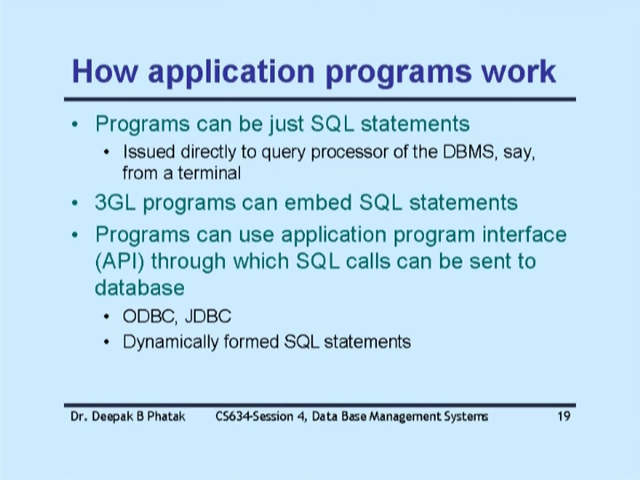 How application programs work
• Programs can be just SQL statements
• Issued directly to query processor of the DBMS, say,
from a terminal
• 3GL programs can embed SQL statements
• Programs can use application program interface
(API) through which SQL calls can be sent to
database
• ODBC, JDBC
• Dynamically formed SQL statements
Dr. Deepak B Phatak CS634-Session 4, Data Base Management Systems 19